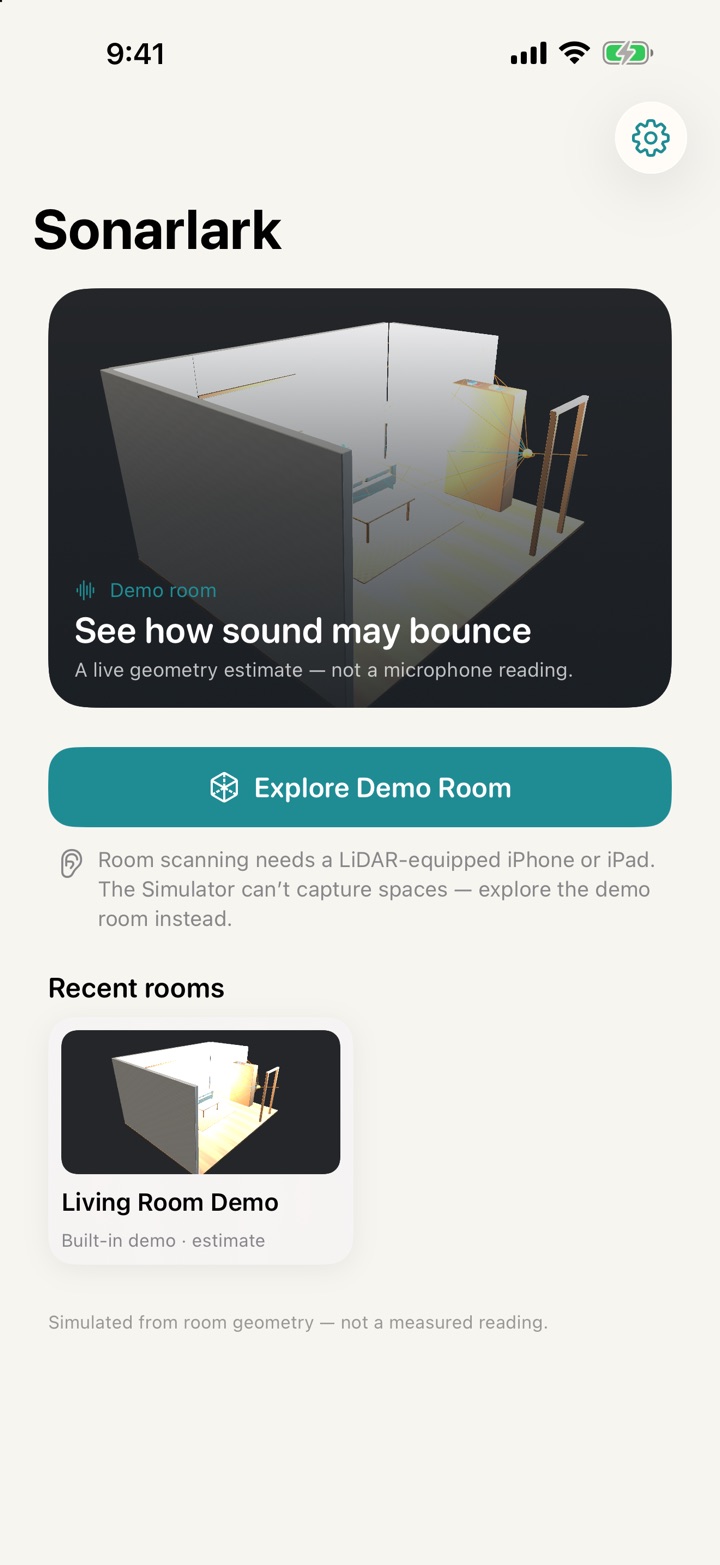 9:41
Sonarlark
Demo room
See how sound may bounce
A live geometry estimate — not a microphone reading.
Explore Demo Room
Room scanning needs a LiDAR-equipped iPhone or iPad.
The Simulator can’t capture spaces — explore the demo
room instead.
Recent rooms
Living Room Demo
Built-in demo · estimate
Simulated from room geometry — not a measured reading.